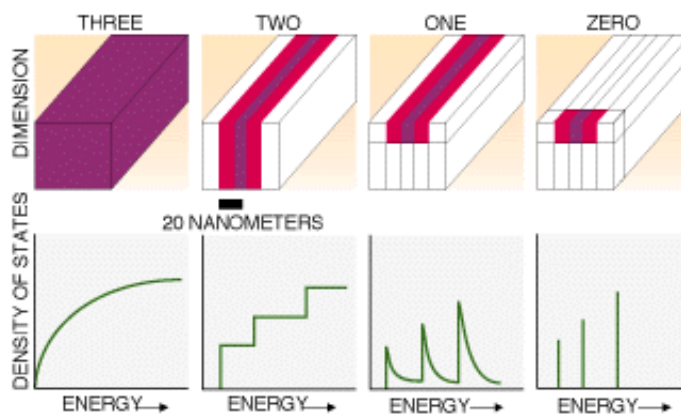 THREE TWO ONE ZERO
DIMENSION
20 NANOMETERS
DENSITY OF STATES
ENERGY→ ENERGY→ ENERGY→ ENERGY→